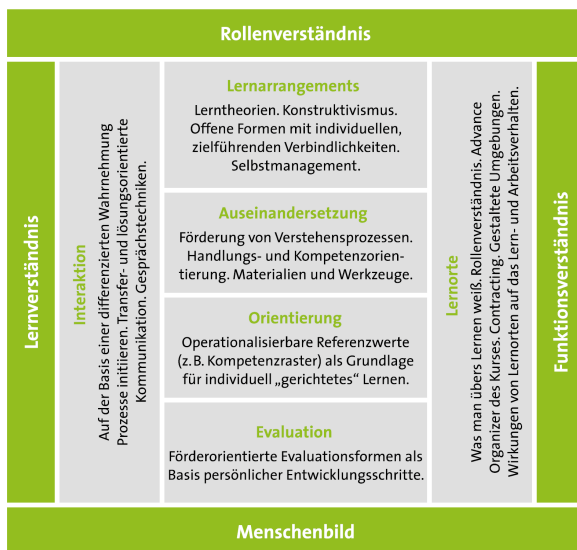 Rollenverständnis
Lernverständnis
Interaktion
Auf der Basis einer differenzierten Wahrnehmung
Prozesse initiieren. Transfer- und lösungsorientierte
Kommunikation. Gesprächstechniken.
Lernarrangements
Lerntheorien. Konstruktivismus.
Offene Formen mit individuellen,
zielführenden Verbindlichkeiten.
Selbstmanagement.
Auseinandersetzung
Förderung von Verstehensprozessen.
Handlungs- und Kompetenzorien-
tierung. Materialien und Werkzeuge.
Orientierung
Operationalisierbare Referenzwerte
(z.B. Kompetenzraster) als Grundlage
für individuell „gerichtetes“ Lernen.
Evaluation
Förderorientierte Evaluationsformen als
Basis persönlicher Entwicklungsschritte.
Lernorte
Was man übers Lernen weiß. Rollenverständnis. Advance
Organizer des Kurses. Contracting. Gestaltete Umgebungen.
Wirkungen von Lernorten auf das Lern- und Arbeitsverhalten.
Funktionsverständnis
Menschenbild